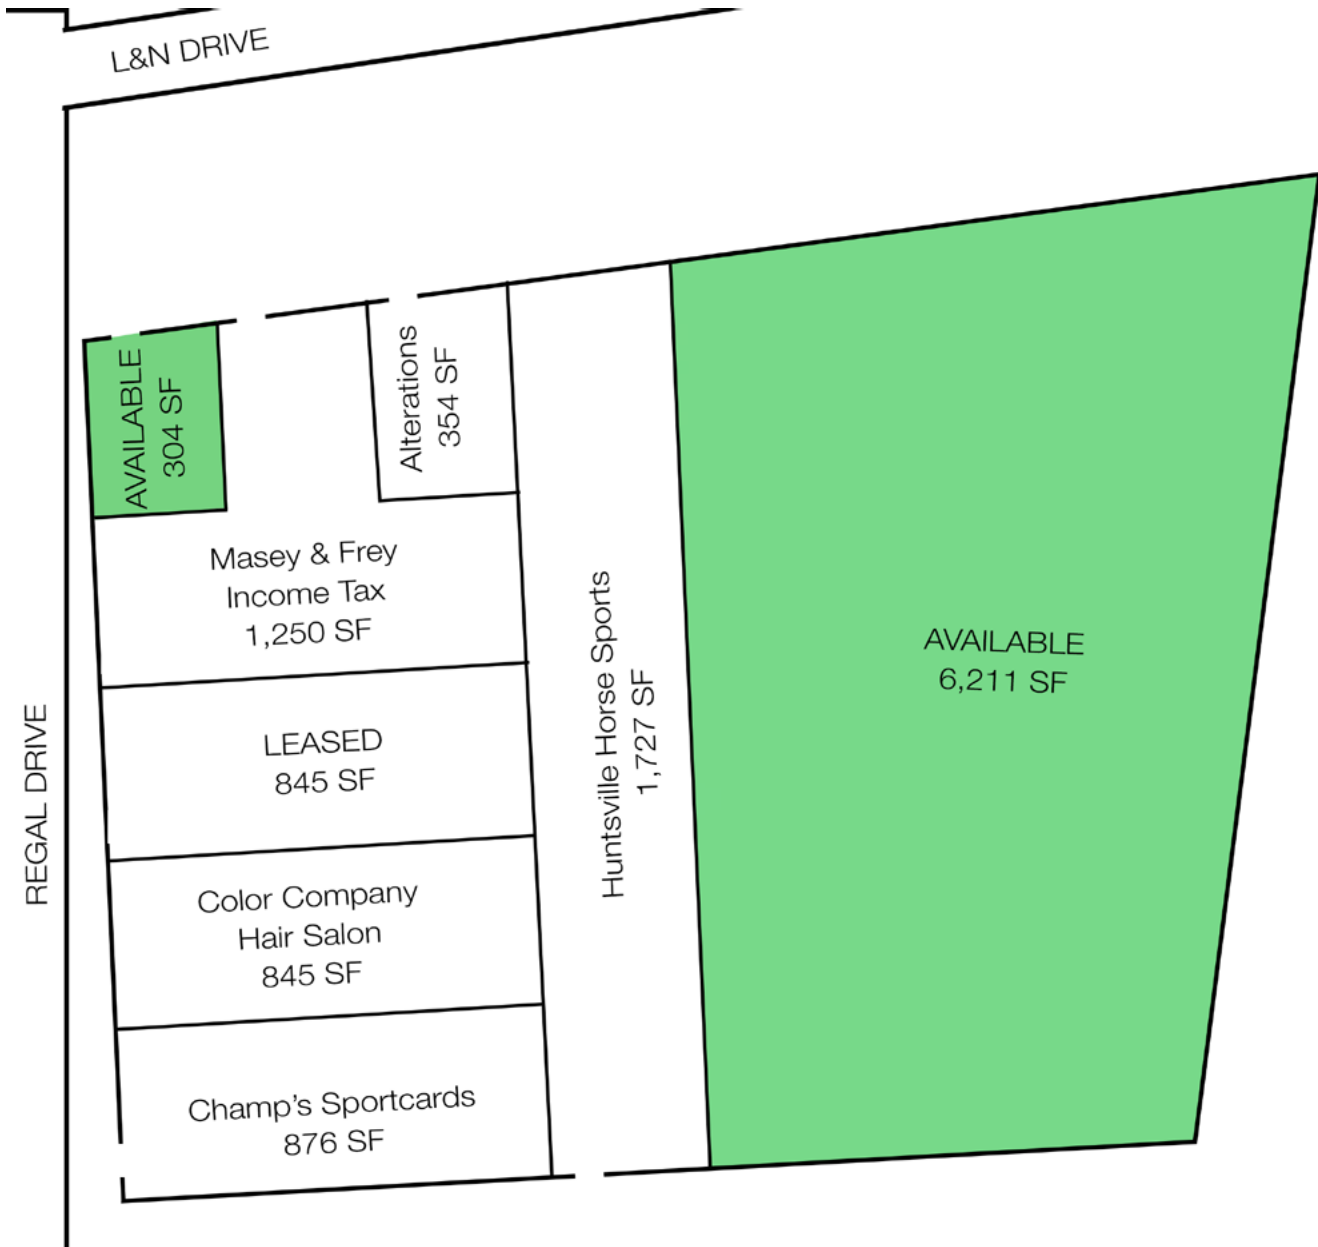 L&N DRIVE
AVAILABLE
304 SF
Alterations
354 SF
Masey & Frey
Income Tax
1,250 SF
LEASED
845 SF
Color Company
Hair Salon
845 SF
Champ's Sportcards
876 SF
Huntsville Horse Sports
1,727 SF
AVAILABLE
6,211 SF
REGAL DRIVE